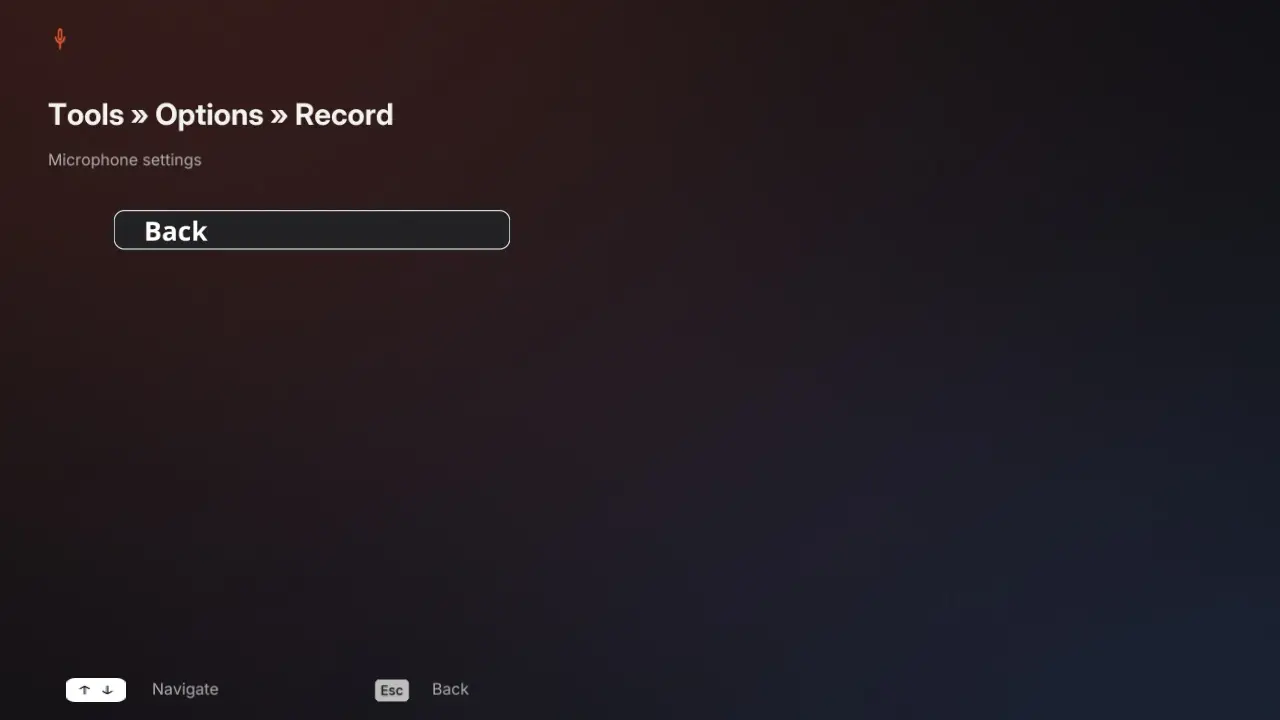 Tools » Options » Record
Microphone settings
Back
↑ ↓ Navigate Esc Back